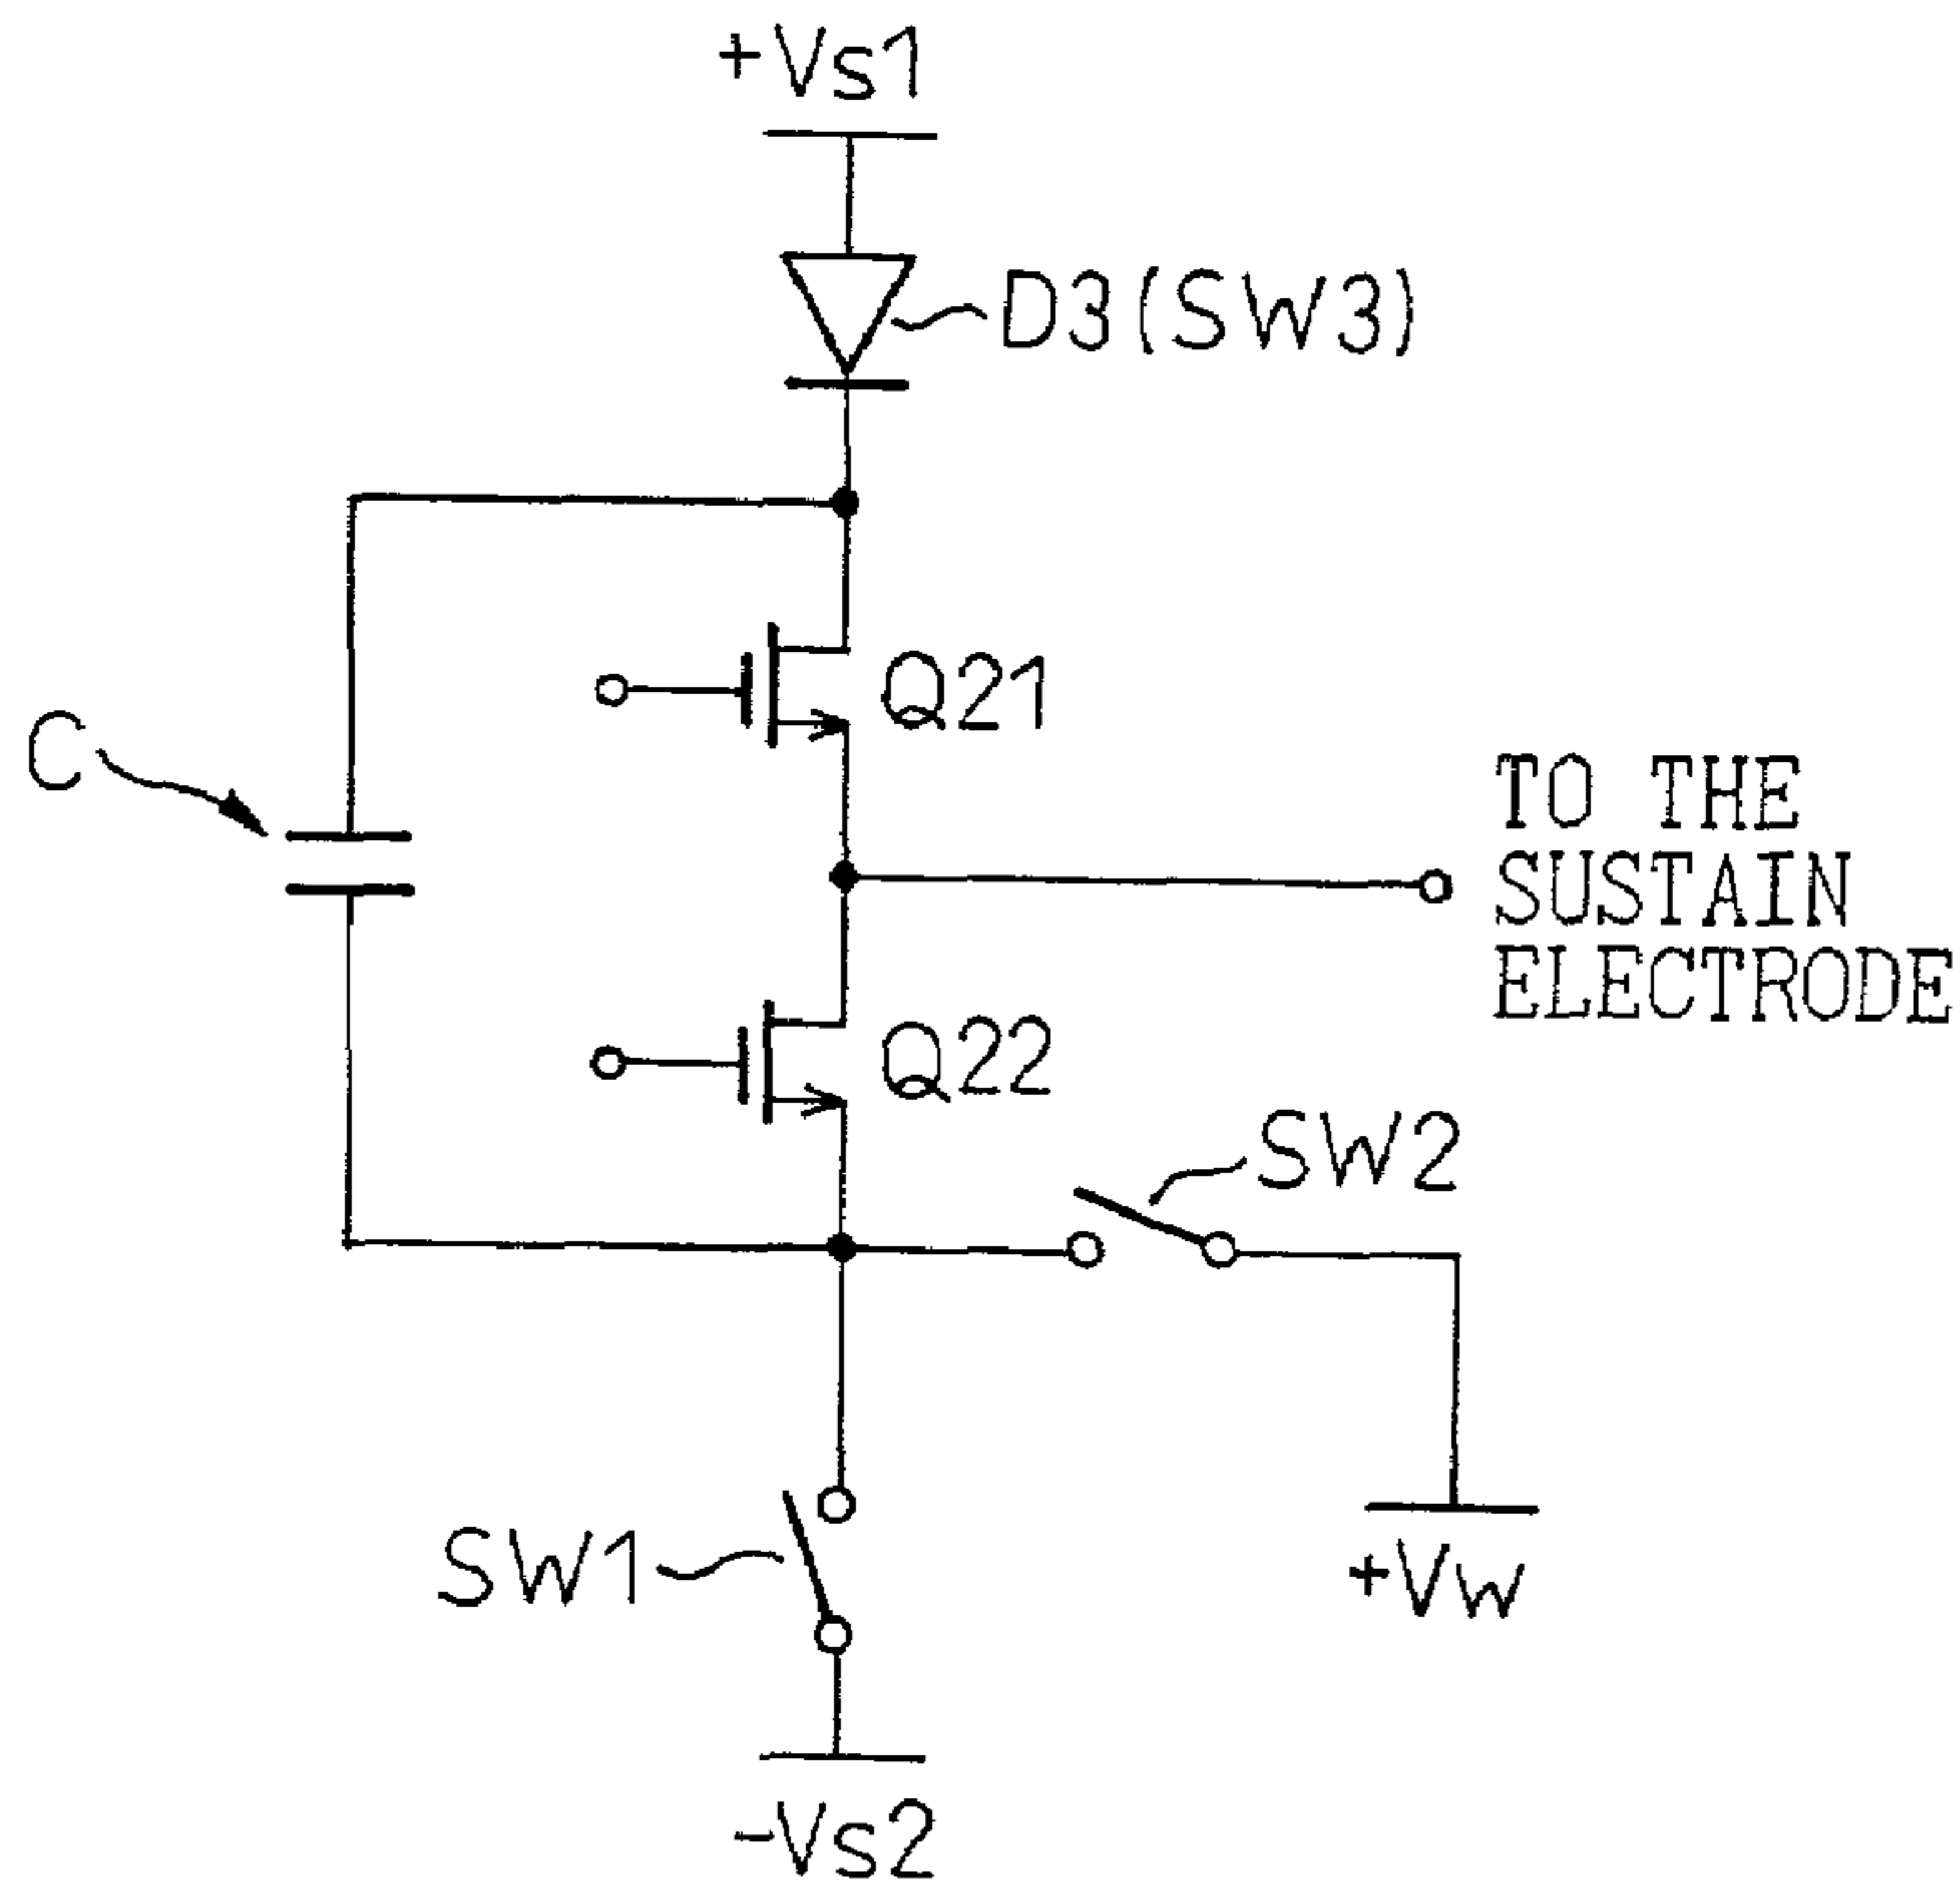 +Vs1
D3(SW3)
Q21
C
TO THE
SUSTAIN
ELECTRODE
Q22
SW2
SW1
+Vw
-Vs2